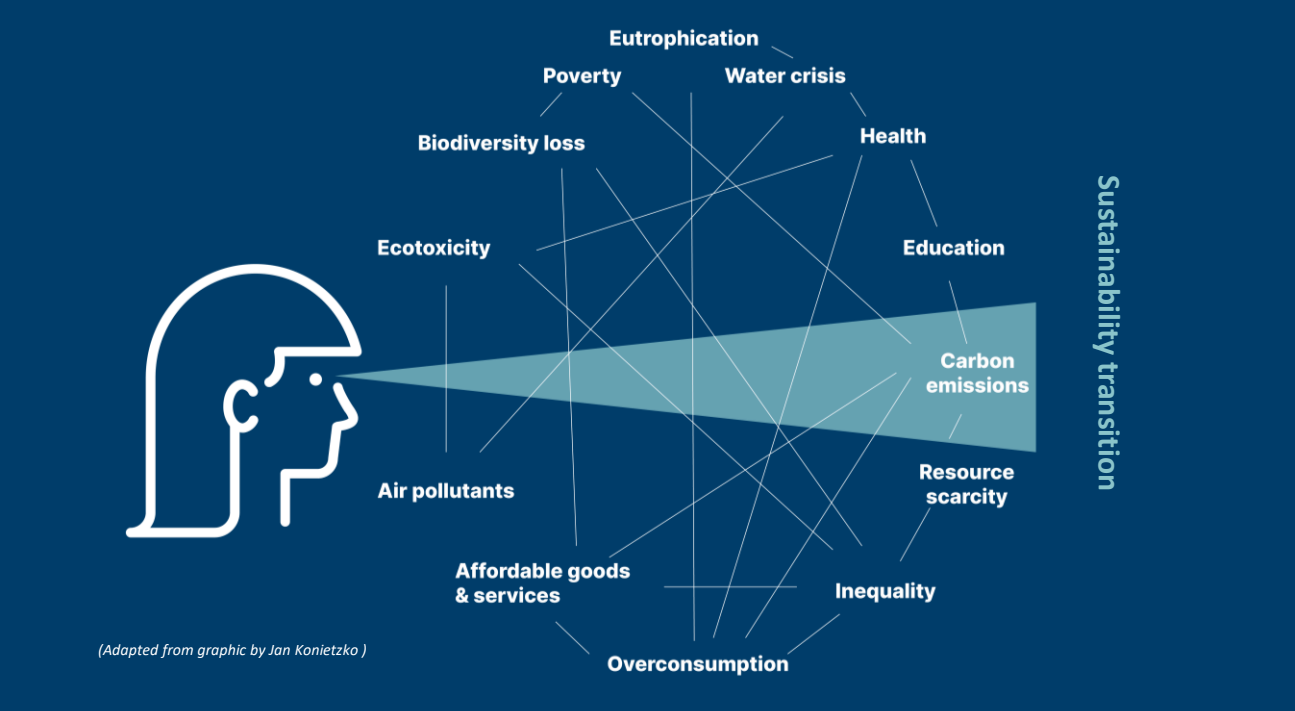 Eutrophication
Poverty
Water crisis
Health
Biodiversity loss
Ecotoxicity
Education
Sustainability transition
Carbon
emissions
Resource
scarcity
Air pollutants
Affordable goods
& services
Inequality
(Adapted from graphic by Jan Konietzko )
Overconsumption